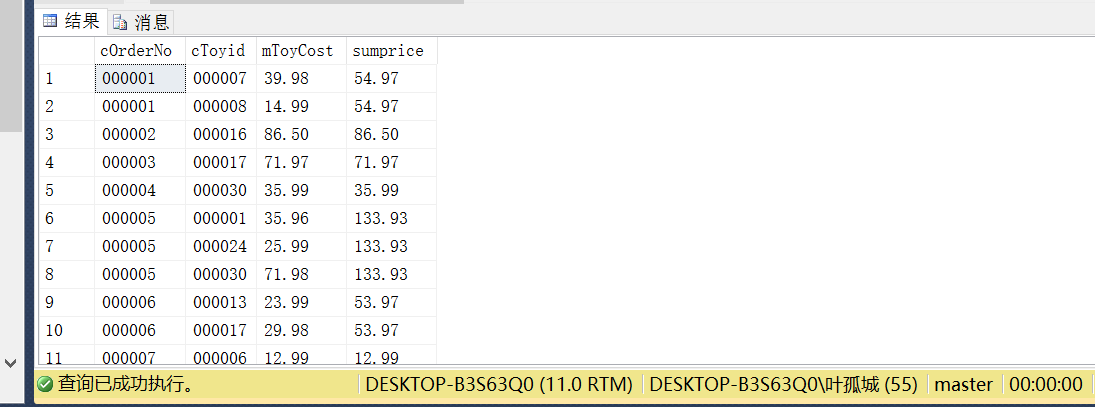 结果 消息
cOrderNo cToyid mToyCost sumprice
1 000001 000007 39.98 54.97
2 000001 000008 14.99 54.97
3 000002 000016 86.50 86.50
4 000003 000017 71.97 71.97
5 000004 000030 35.99 35.99
6 000005 000001 35.96 133.93
7 000005 000024 25.99 133.93
8 000005 000030 71.98 133.93
9 000006 000013 23.99 53.97
10 000006 000017 29.98 53.97
11 000007 000006 12.99 12.99
查询已成功执行。 DESKTOP-B3S63Q0 (11.0 RTM) DESKTOP-B3S63Q0\叶孤城 (55) master 00:00:00